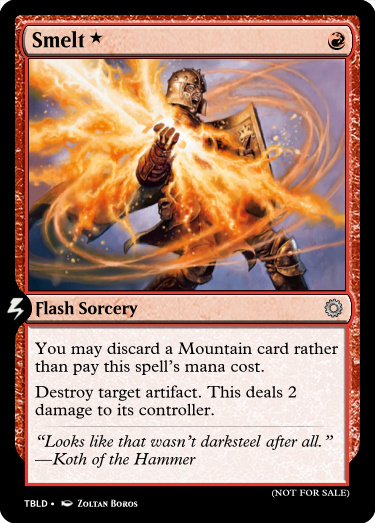 Smelt ★
Flash Sorcery
You may discard a Mountain card rather
than pay this spell's mana cost.
Destroy target artifact. This deals 2
damage to its controller.
“Looks like that wasn't darksteel after all.”
—Koth of the Hammer
(NOT FOR SALE)
TBLD • Zoltan Boros